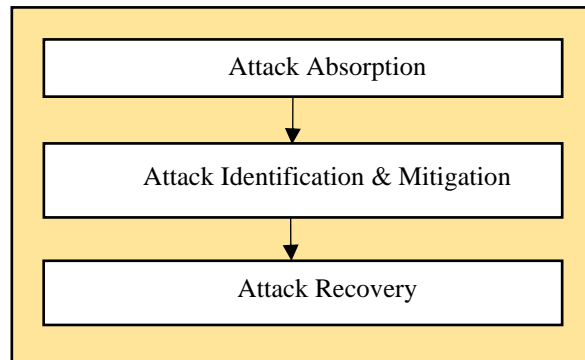 Attack Absorption
Attack Identification & Mitigation
Attack Recovery